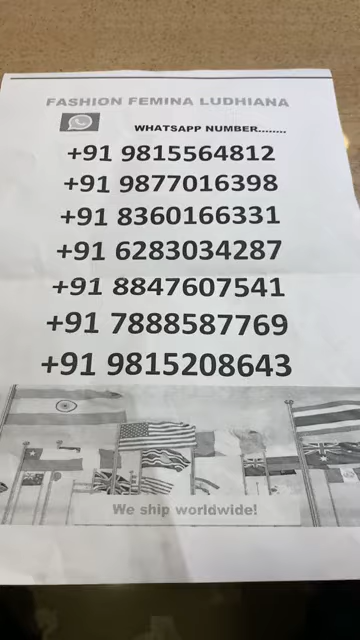 FASHION FEMINA LUDHIANA
WHATSAPP NUMBER........
+91 9815564812
+91 9877016398
+91 8360166331
+91 6283034287
+91 8847607541
+91 7888587769
+91 9815208643
We ship worldwide!